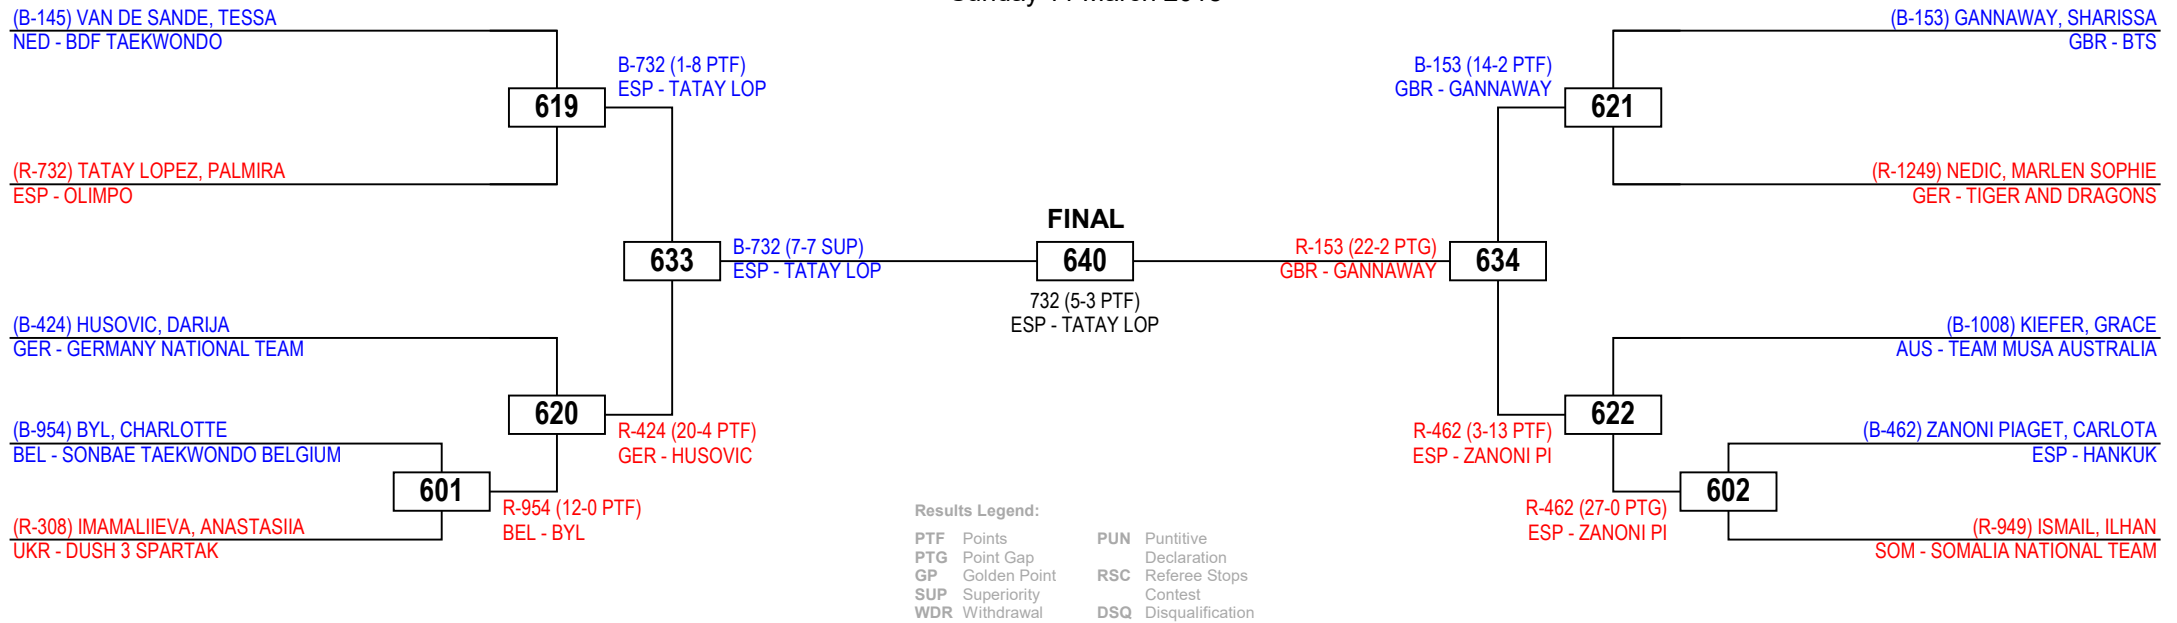 (B-145) VAN DE SANDE, TESSA
NED - BDF TAEKWONDO
B-732 (1-8 PTF)
ESP - TATAY LOP
619
(R-732) TATAY LOPEZ, PALMIRA
ESP - OLIMPO
633
B-732 (7-7 SUP)
ESP - TATAY LOP
(B-424) HUSOVIC, DARIJA
GER - GERMANY NATIONAL TEAM
620
R-424 (20-4 PTF)
GER - HUSOVIC
(B-954) BYL, CHARLOTTE
BEL - SONBAE TAEKWONDO BELGIUM
601
R-954 (12-0 PTF)
BEL - BYL
(R-308) IMAMALIIEVA, ANASTASIIA
UKR - DUSH 3 SPARTAK
FINAL
640
732 (5-3 PTF)
ESP - TATAY LOP
(B-153) GANNAWAY, SHARISSA
GBR - BTS
B-153 (14-2 PTF)
GBR - GANNAWAY
621
(R-1249) NEDIC, MARLEN SOPHIE
GER - TIGER AND DRAGONS
R-153 (22-2 PTG)
GBR - GANNAWAY
634
(B-1008) KIEFER, GRACE
AUS - TEAM MUSA AUSTRALIA
622
R-462 (3-13 PTF)
ESP - ZANONI PI
(B-462) ZANONI PIAGET, CARLOTA
ESP - HANKUK
602
R-462 (27-0 PTG)
ESP - ZANONI PI
(R-949) ISMAIL, ILHAN
SOM - SOMALIA NATIONAL TEAM
Results Legend:
PTF Points
PTG Point Gap
GP Golden Point
SUP Superiority
WDR Withdrawal
PUN Puntitive
Declaration
RSC Referee Stops
Contest
DSQ Disqualification